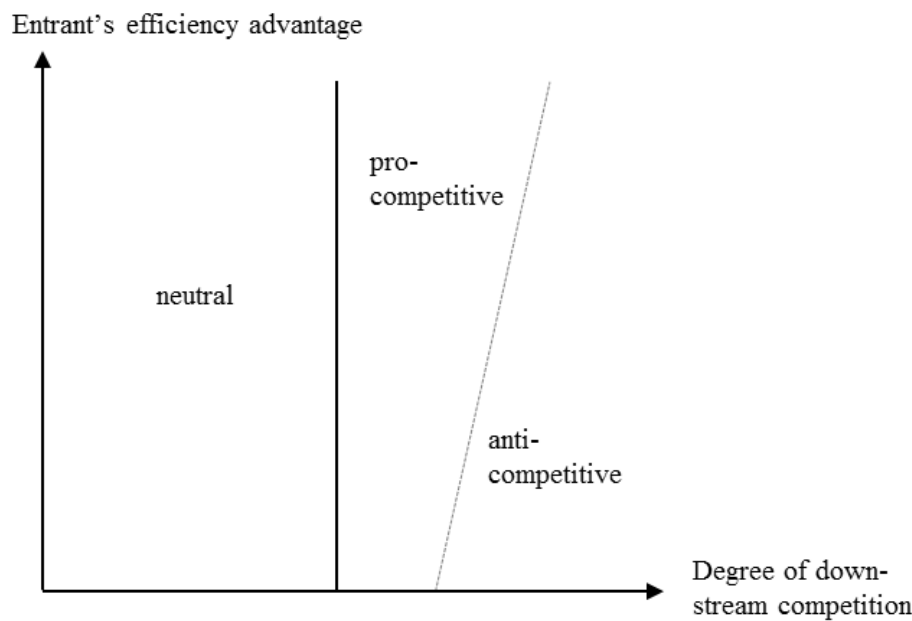 Entrant's efficiency advantage
pro-
competitive
neutral
anti-
competitive
Degree of down-
stream competition